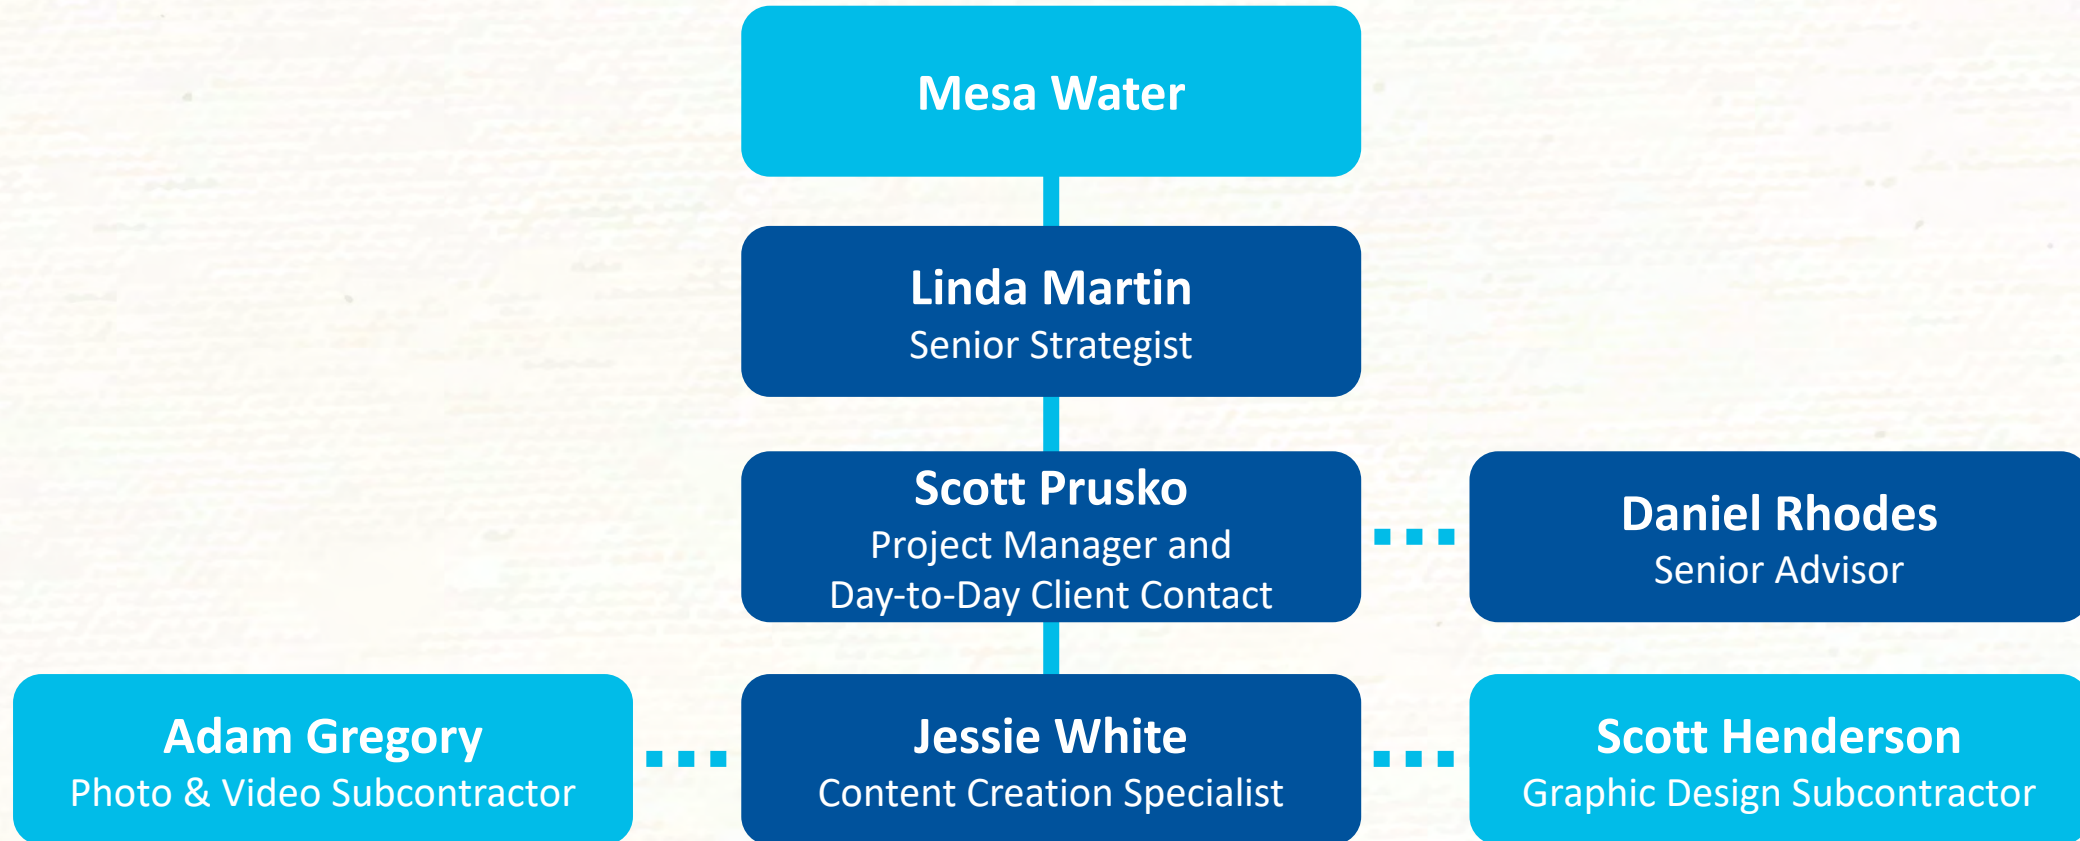 Mesa Water
Linda Martin
Senior Strategist
Scott Prusko
Project Manager and
Day-to-Day Client Contact
Daniel Rhodes
Senior Advisor
Adam Gregory
Photo & Video Subcontractor
Jessie White
Content Creation Specialist
Scott Henderson
Graphic Design Subcontractor